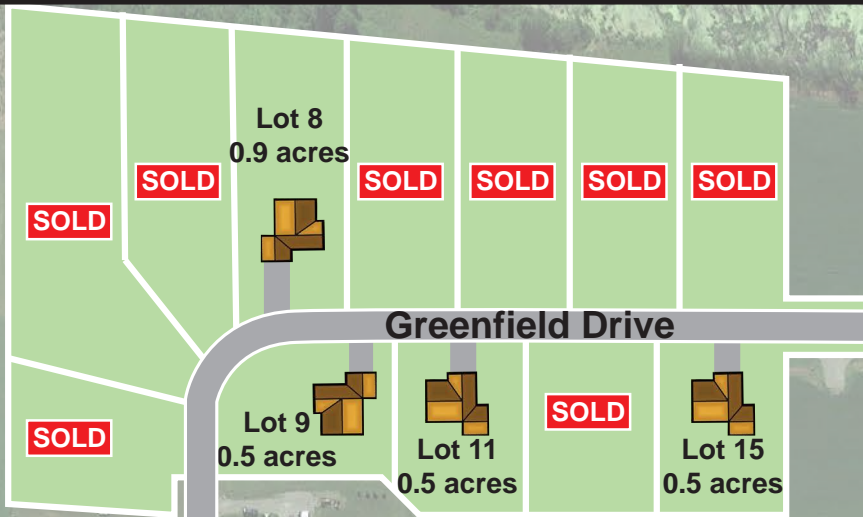 Lot 8
0.9 acres
SOLD
SOLD
SOLD
SOLD
SOLD
SOLD
Greenfield Drive
SOLD
Lot 9
0.5 acres
Lot 11
0.5 acres
SOLD
Lot 15
0.5 acres